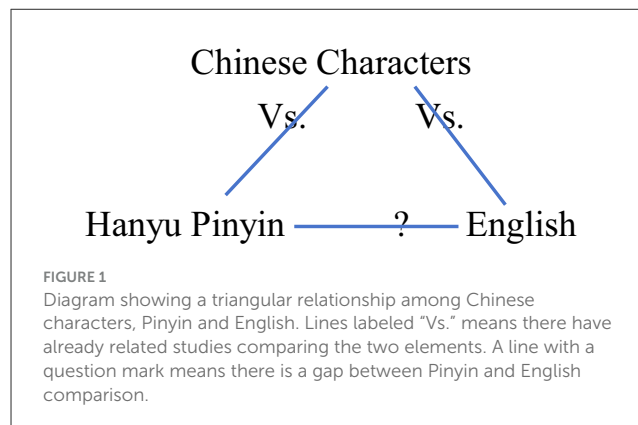 Chinese Characters
Vs. Vs.
Hanyu Pinyin ? English
FIGURE 1
Diagram showing a triangular relationship among Chinese
characters, Pinyin and English. Lines labeled “Vs.” means there have
already related studies comparing the two elements. A line with a
question mark means there is a gap between Pinyin and English
comparison.